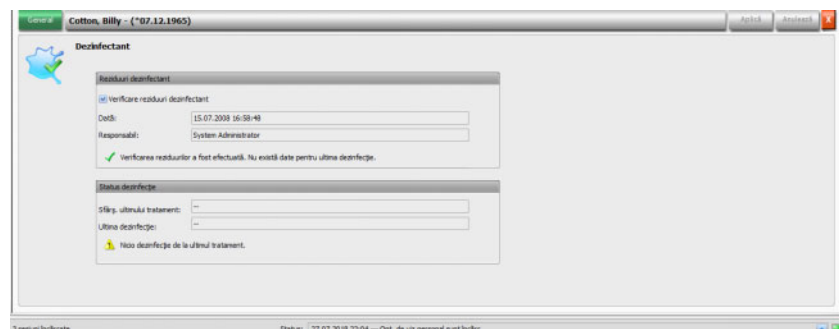 General
Cotton, Billy - (*07.12.1965)
Aplică
Anulează
X
Dezinfectant
Reziduuri dezinfectant
Verificare reziduuri dezinfectant
Dată:
15.07.2008 16:58:48
Responsabil:
System Administrator
Verificarea reziduurilor a fost efectuată. Nu există date pentru ultima dezinfecție.
Status dezinfecție
Sfârș. ultimului tratament:
--
Ultima dezinfecție:
--
Nicio dezinfecție de la ultimul tratament.
Status: